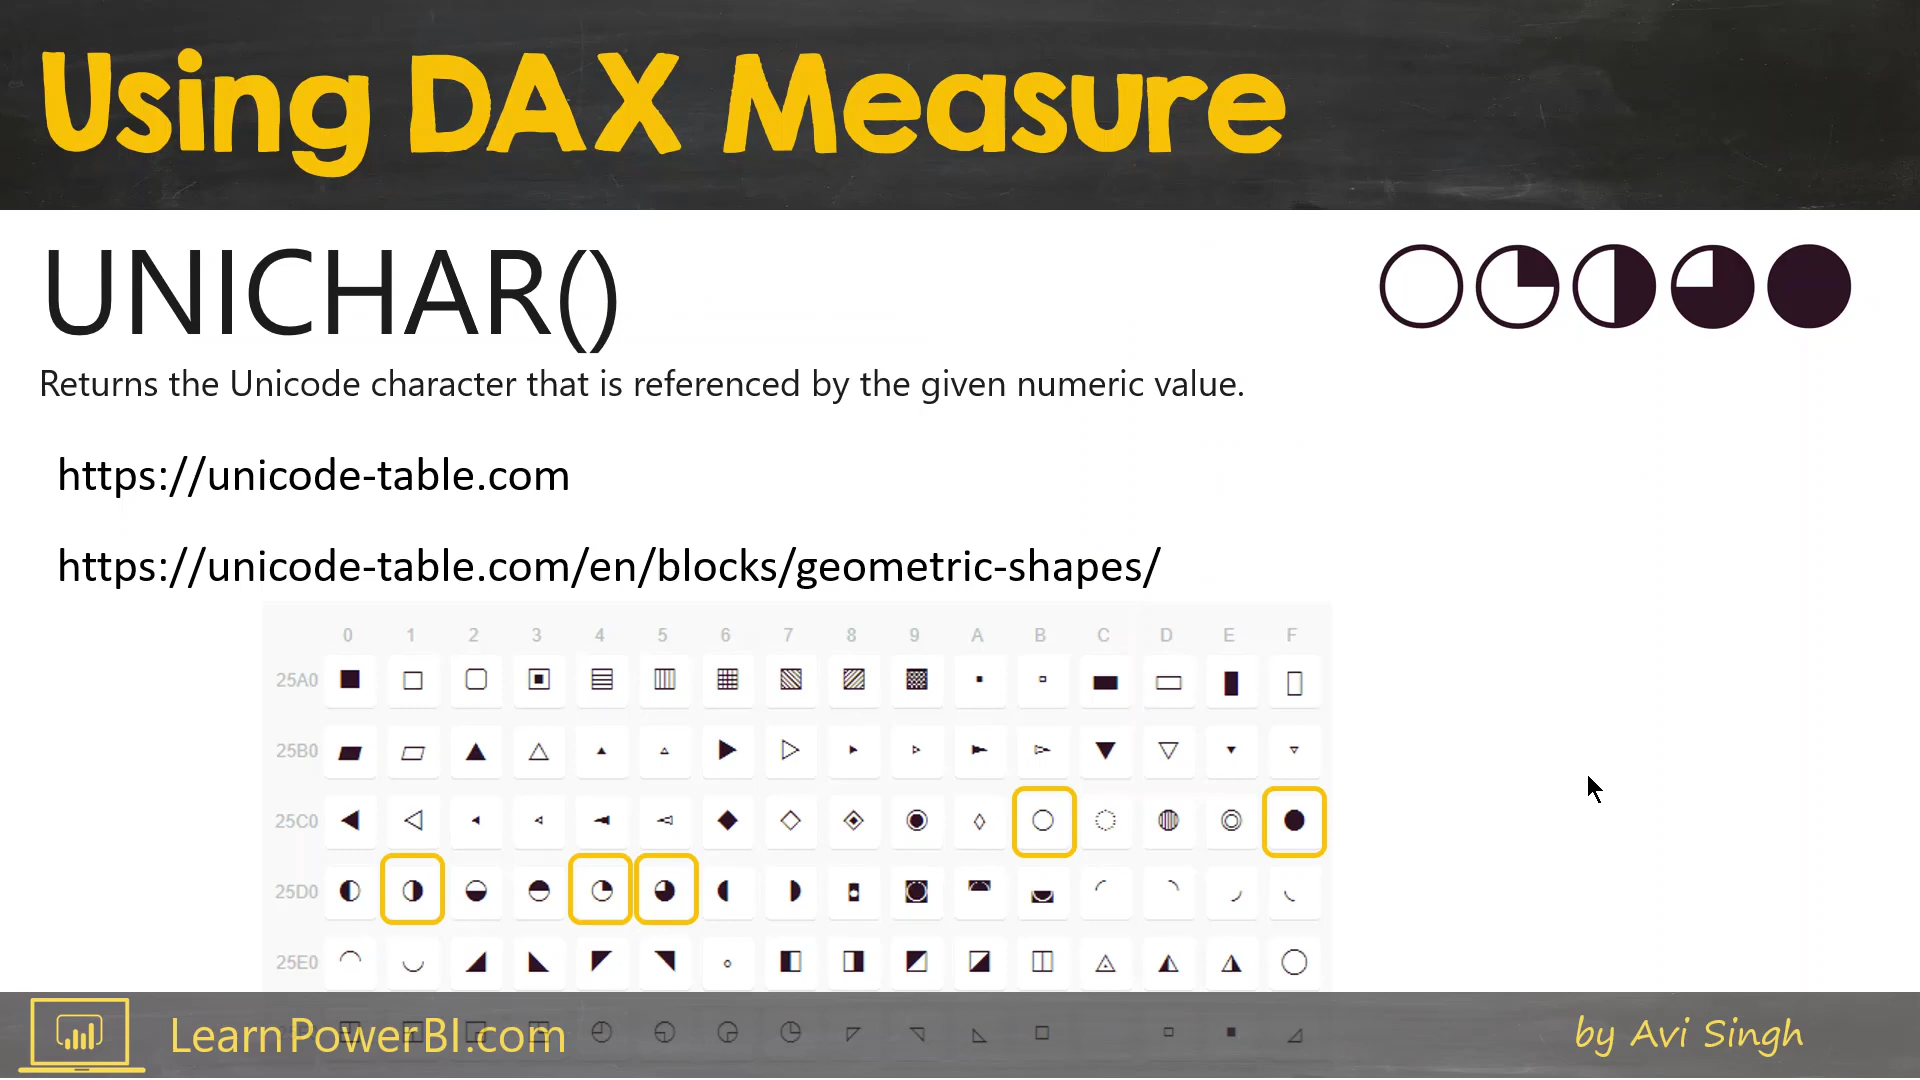 Using DAX Measure
UNICHAR()
Returns the Unicode character that is referenced by the given numeric value.
https://unicode-table.com
https://unicode-table.com/en/blocks/geometric-shapes/
0 1 2 3 4 5 6 7 8 9 A B C D E F
25A0 ■ □ ▢ ▣ ▤ ▥ ▦ ▧ ▨ ▩ ▪ ▫ ▬ ▭ ▮ ▯
25B0 ▰ ▱ ▲ △ ▴ ▵ ▶ ▷ ▸ ▹ ► ▻ ▼ ▽ ▾ ▿
25C0 ◀ ◁ ◂ ◃ ◄ ◅ ◆ ◇ ◈ ◉ ◊ ○ ◌ ◍ ◎ ●
25D0 ◐ ◑ ◒ ◓ ◔ ◕ ◖ ◗ ◘ ◙ ◚ ◛ ◜ ◝ ◞ ◟
25E0 ◠ ◡ ◢ ◣ ◤ ◥ ◦ ◧ ◨ ◩ ◪ ◫ ◬ ◭ ◮ ◯
LearnPowerBI.com
by Avi Singh